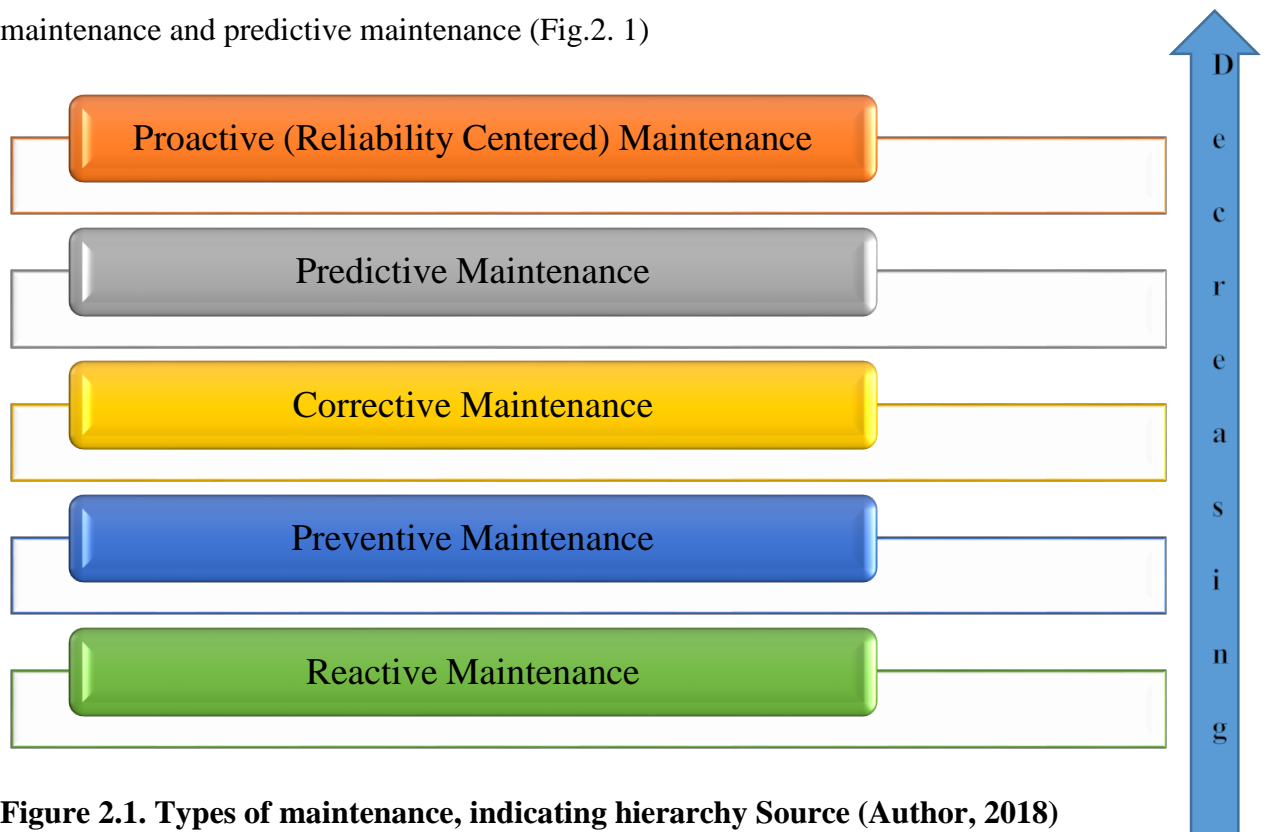 maintenance and predictive maintenance (Fig.2. 1)
Proactive (Reliability Centered) Maintenance
Predictive Maintenance
Corrective Maintenance
Preventive Maintenance
Reactive Maintenance
Decreasing
Figure 2.1. Types of maintenance, indicating hierarchy Source (Author, 2018)